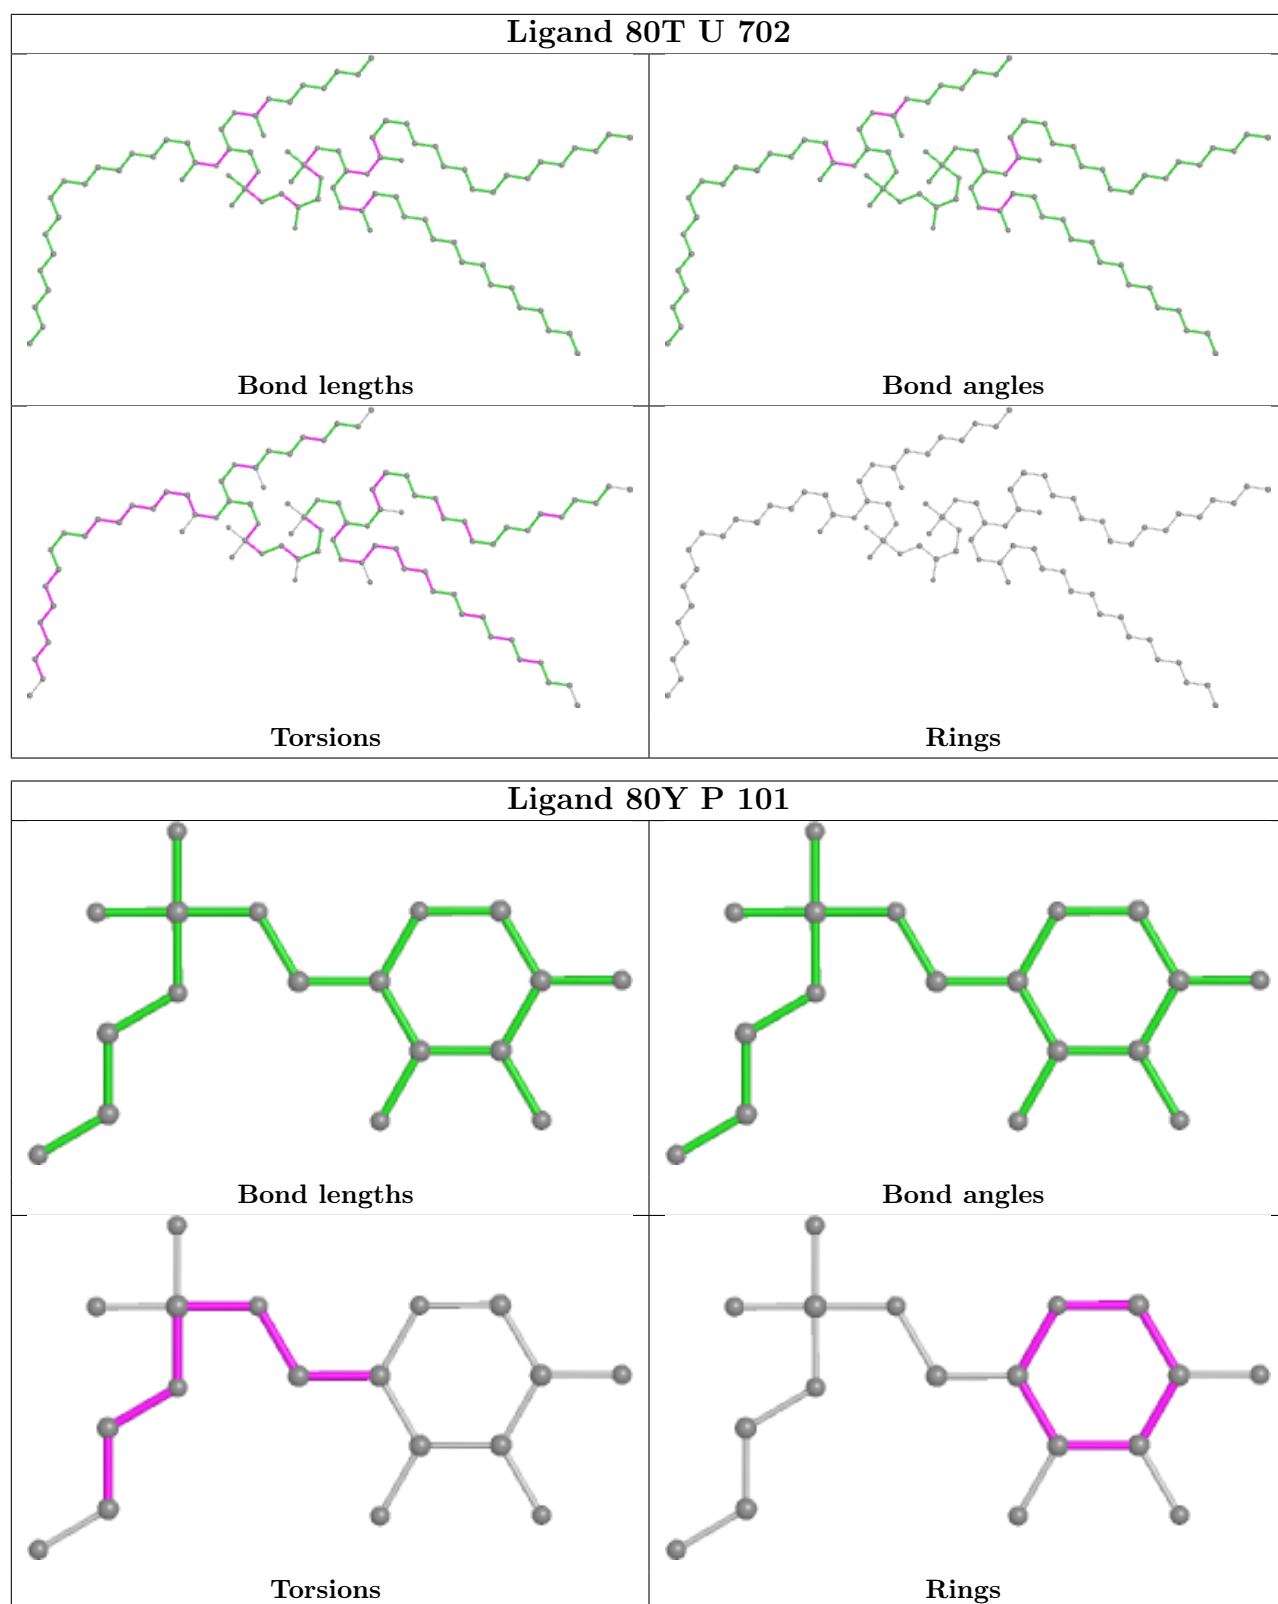 Ligand 80T U 702
Bond lengths
Bond angles
Torsions
Rings
Ligand 80Y P 101
Bond lengths
Bond angles
Torsions
Rings